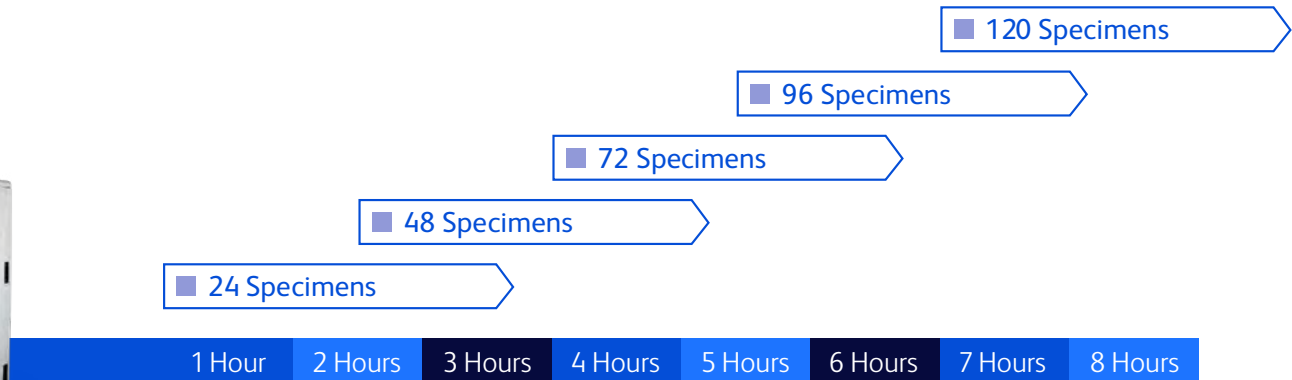 120 Specimens
96 Specimens
72 Specimens
48 Specimens
24 Specimens
1 Hour 2 Hours 3 Hours 4 Hours 5 Hours 6 Hours 7 Hours 8 Hours